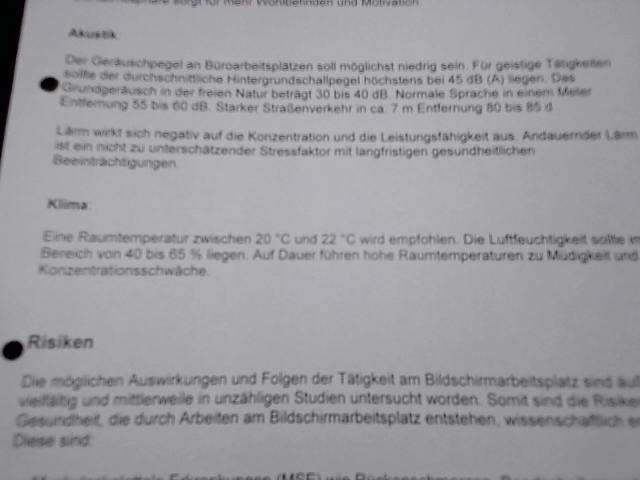 sorgt für mehr Wohlbefinden und Motivation.
Akustik:
Der Geräuschpegel an Büroarbeitsplätzen soll möglichst niedrig sein. Für geistige Tätigkeiten
sollte der durchschnittliche Hintergrundschallpegel höchstens bei 45 dB (A) liegen. Das
Grundgeräusch in der freien Natur beträgt 30 bis 40 dB. Normale Sprache in einem Meter
Entfernung 55 bis 60 dB. Starker Straßenverkehr in ca. 7 m Entfernung 80 bis 85 d
Lärm wirkt sich negativ auf die Konzentration und die Leistungsfähigkeit aus. Andauernder Lärm
ist ein nicht zu unterschätzender Stressfaktor mit langfristigen gesundheitlichen
Beeinträchtigungen.
Klima:
Eine Raumtemperatur zwischen 20 °C und 22 °C wird empfohlen. Die Luftfeuchtigkeit sollte im
Bereich von 40 bis 65 % liegen. Auf Dauer führen hohe Raumtemperaturen zu Müdigkeit und
Konzentrationsschwäche.
Risiken
Die möglichen Auswirkungen und Folgen der Tätigkeit am Bildschirmarbeitsplatz sind äu
vielfältig und mittlerweile in unzähligen Studien untersucht worden. Somit sind die Risiken
Gesundheit, die durch Arbeiten am Bildschirmarbeitsplatz entstehen, wissenschaftlich er
Diese sind:
Erkrankungen (MSE) wie Rückenschmerzen,